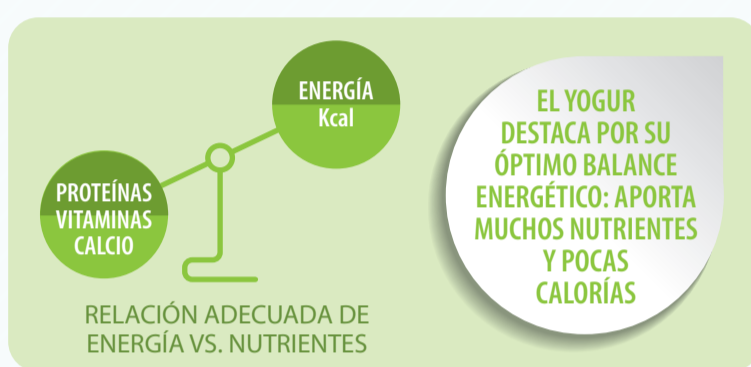 ENERGÍA
Kcal
PROTEÍNAS
VITAMINAS
CALCIO
RELACIÓN ADECUADA DE
ENERGÍA VS. NUTRIENTES
EL YOGUR
DESTACA POR SU
ÓPTIMO BALANCE
ENERGÉTICO: APORTA
MUCHOS NUTRIENTES
Y POCAS
CALORÍAS